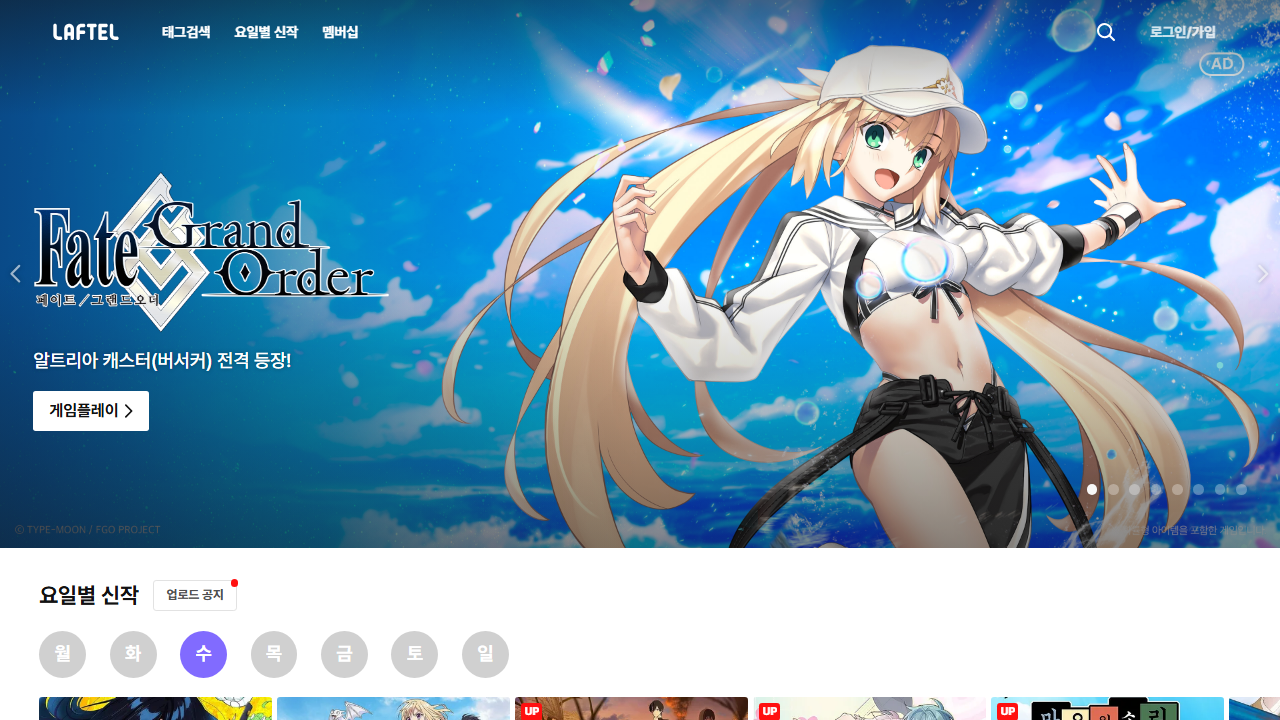 LAFTEL 태그검색 요일별 신작 멤버십 로그인/가입
AD
Fate Grand
Order
페이트/그랜드 오더
알트리아 캐스터(버서커) 전격 등장!
게임플레이
© TYPE-MOON / FGO PROJECT
아이템을 포함한
요일별 신작 업로드 공지
월 화 수 목 금 토 일
UP UP UP